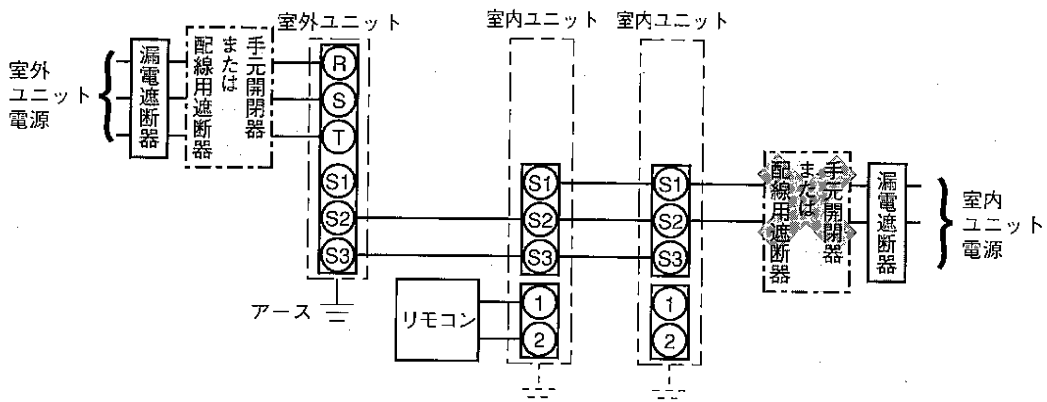 室外ユニット
室内ユニット
室内ユニット
室外
ユニット
電源
漏電遮断器
手元開閉器
または
配線用遮断器
R
S
T
S1
S2
S3
アース
リモコン
S1
S2
S3
1
2
S1
S2
S3
1
2
手元開閉器
または
配線用遮断器
漏電遮断器
室内
ユニット
電源